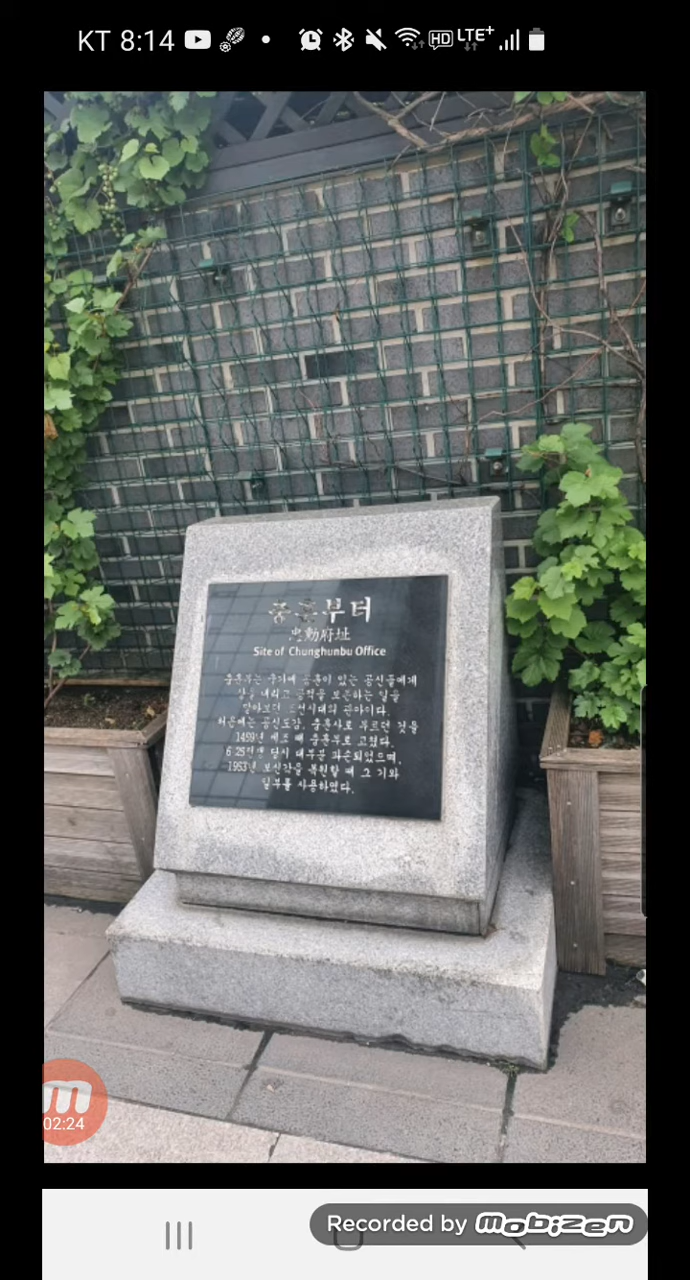 KT 8:14
HD LTE+
충훈부터
忠勳府址
Site of Chunghunbu Office
충훈부는 국가에 공훈이 있는 공신들에게
상을 내리고 공적을 보존하는 일을
맡아보던 조선시대의 관아이다.
처음에는 공신도감, 충훈사로 부르던 것을
1459년 세조 때 충훈부로 고쳤다.
6·25전쟁 당시 대부분 파손되었으며,
1953년 보신각을 복원할 때 그 기와
일부를 사용하였다.
m
02:24
Recorded by mobizen